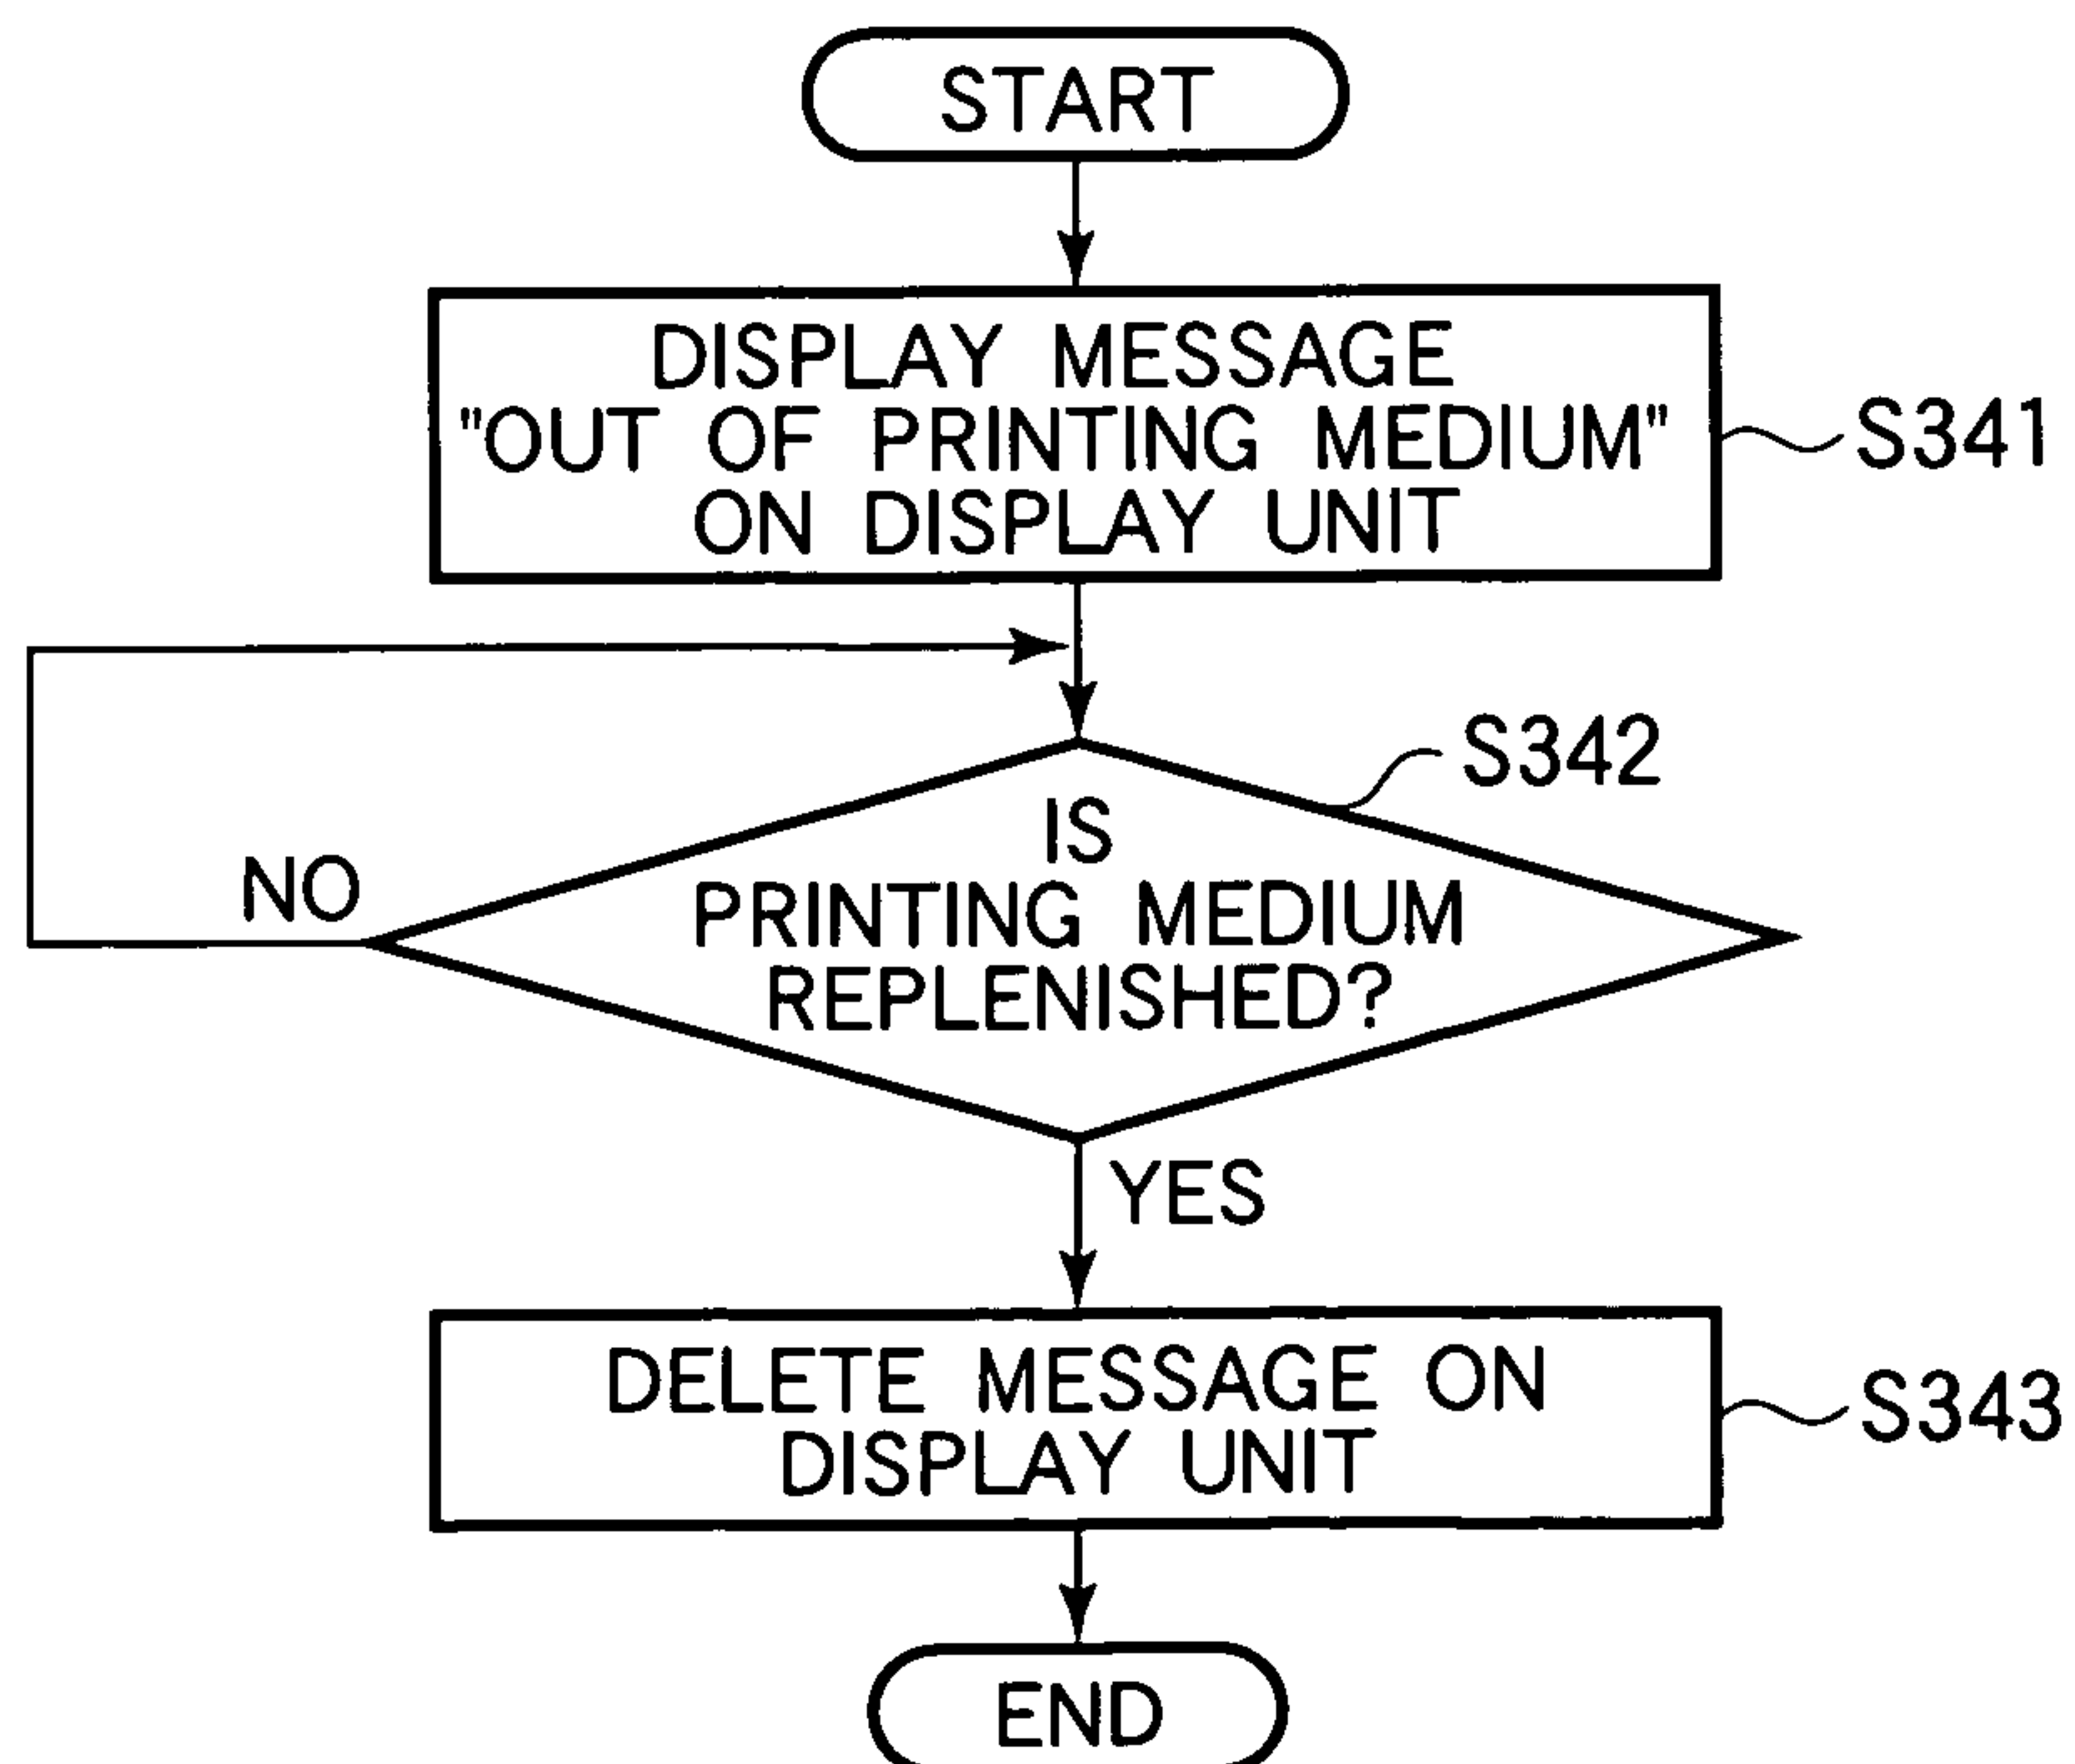 START
DISPLAY MESSAGE
"OUT OF PRINTING MEDIUM"
ON DISPLAY UNIT
S341
S342
IS
PRINTING MEDIUM
REPLENISHED?
NO
YES
DELETE MESSAGE ON
DISPLAY UNIT
S343
END